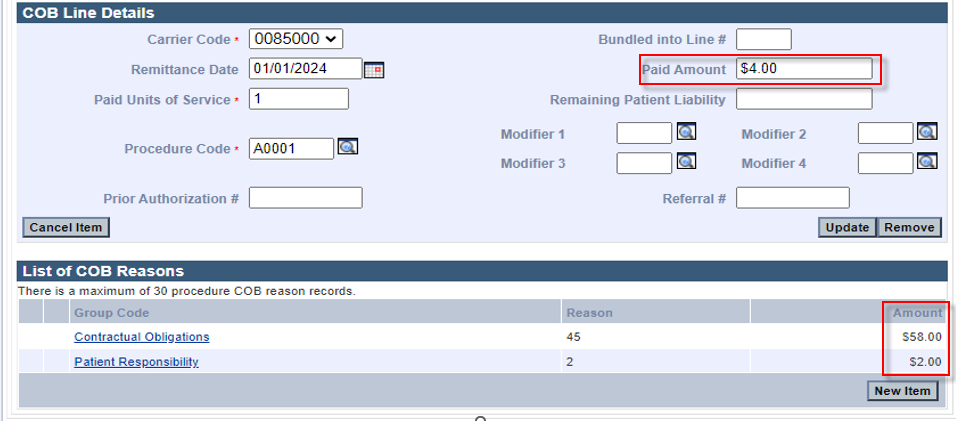 COB Line Details
Carrier Code * 0085000 Bundled into Line #
Remittance Date 01/01/2024 Paid Amount $4.00
Paid Units of Service * 1 Remaining Patient Liability
Modifier 1 Modifier 2
Procedure Code * A0001
Modifier 3 Modifier 4
Prior Authorization # Referral #
Cancel Item Update Remove
List of COB Reasons
There is a maximum of 30 procedure COB reason records.
Group Code Reason Amount
Contractual Obligations 45 $58.00
Patient Responsibility 2 $2.00
New Item